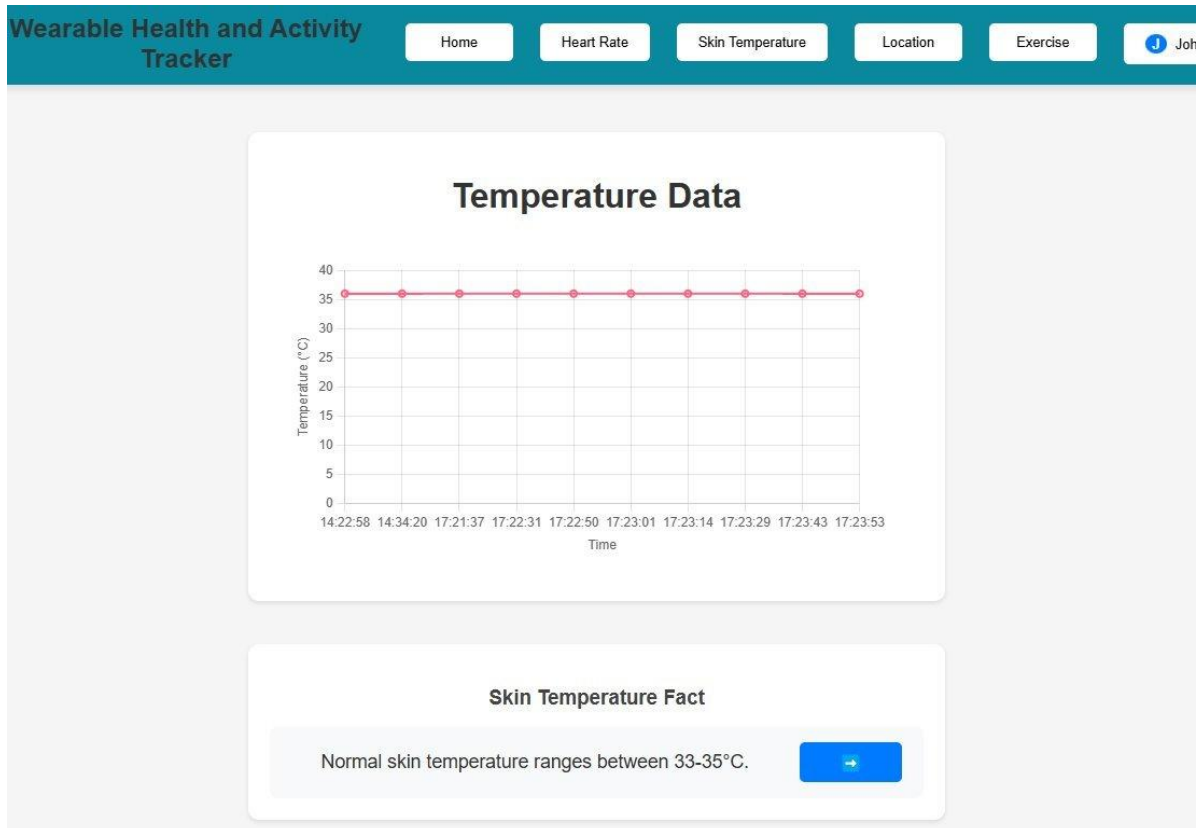 Wearable Health and Activity
Tracker
Home
Heart Rate
Skin Temperature
Location
Exercise
J Joh
Temperature Data
40
35
30
25
20
15
10
5
0
Temperature (°C)
14:22:58 14:34:20 17:21:37 17:22:31 17:22:50 17:23:01 17:23:14 17:23:29 17:23:43 17:23:53
Time
Skin Temperature Fact
Normal skin temperature ranges between 33-35°C.